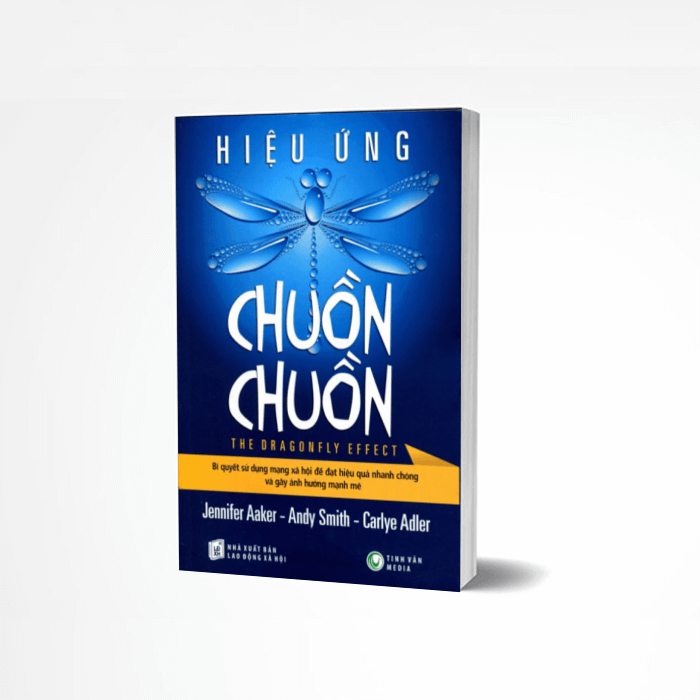 HIỆU ỨNG
CHUỒN
CHUỒN
THE DRAGONFLY EFFECT
Bí quyết sử dụng mạng xã hội để đạt hiệu quả nhanh chóng
và gây ảnh hưởng mạnh mẽ
Jennifer Aaker - Andy Smith - Carlye Adler
NHÀ XUẤT BẢN
LAO ĐỘNG XÃ HỘI
TINH VĂN
MEDIA